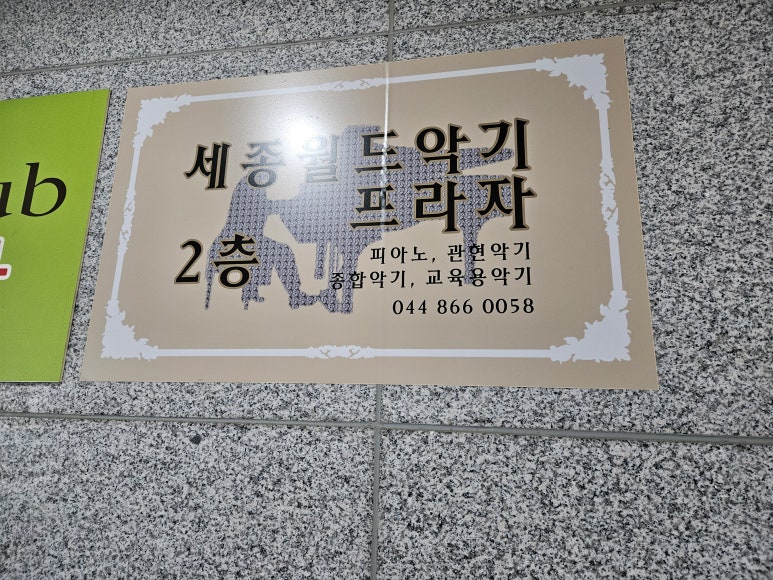 ub
세종월드악기
프라자
2층
피아노, 관현악기
종합악기, 교육용악기
044 866 0058